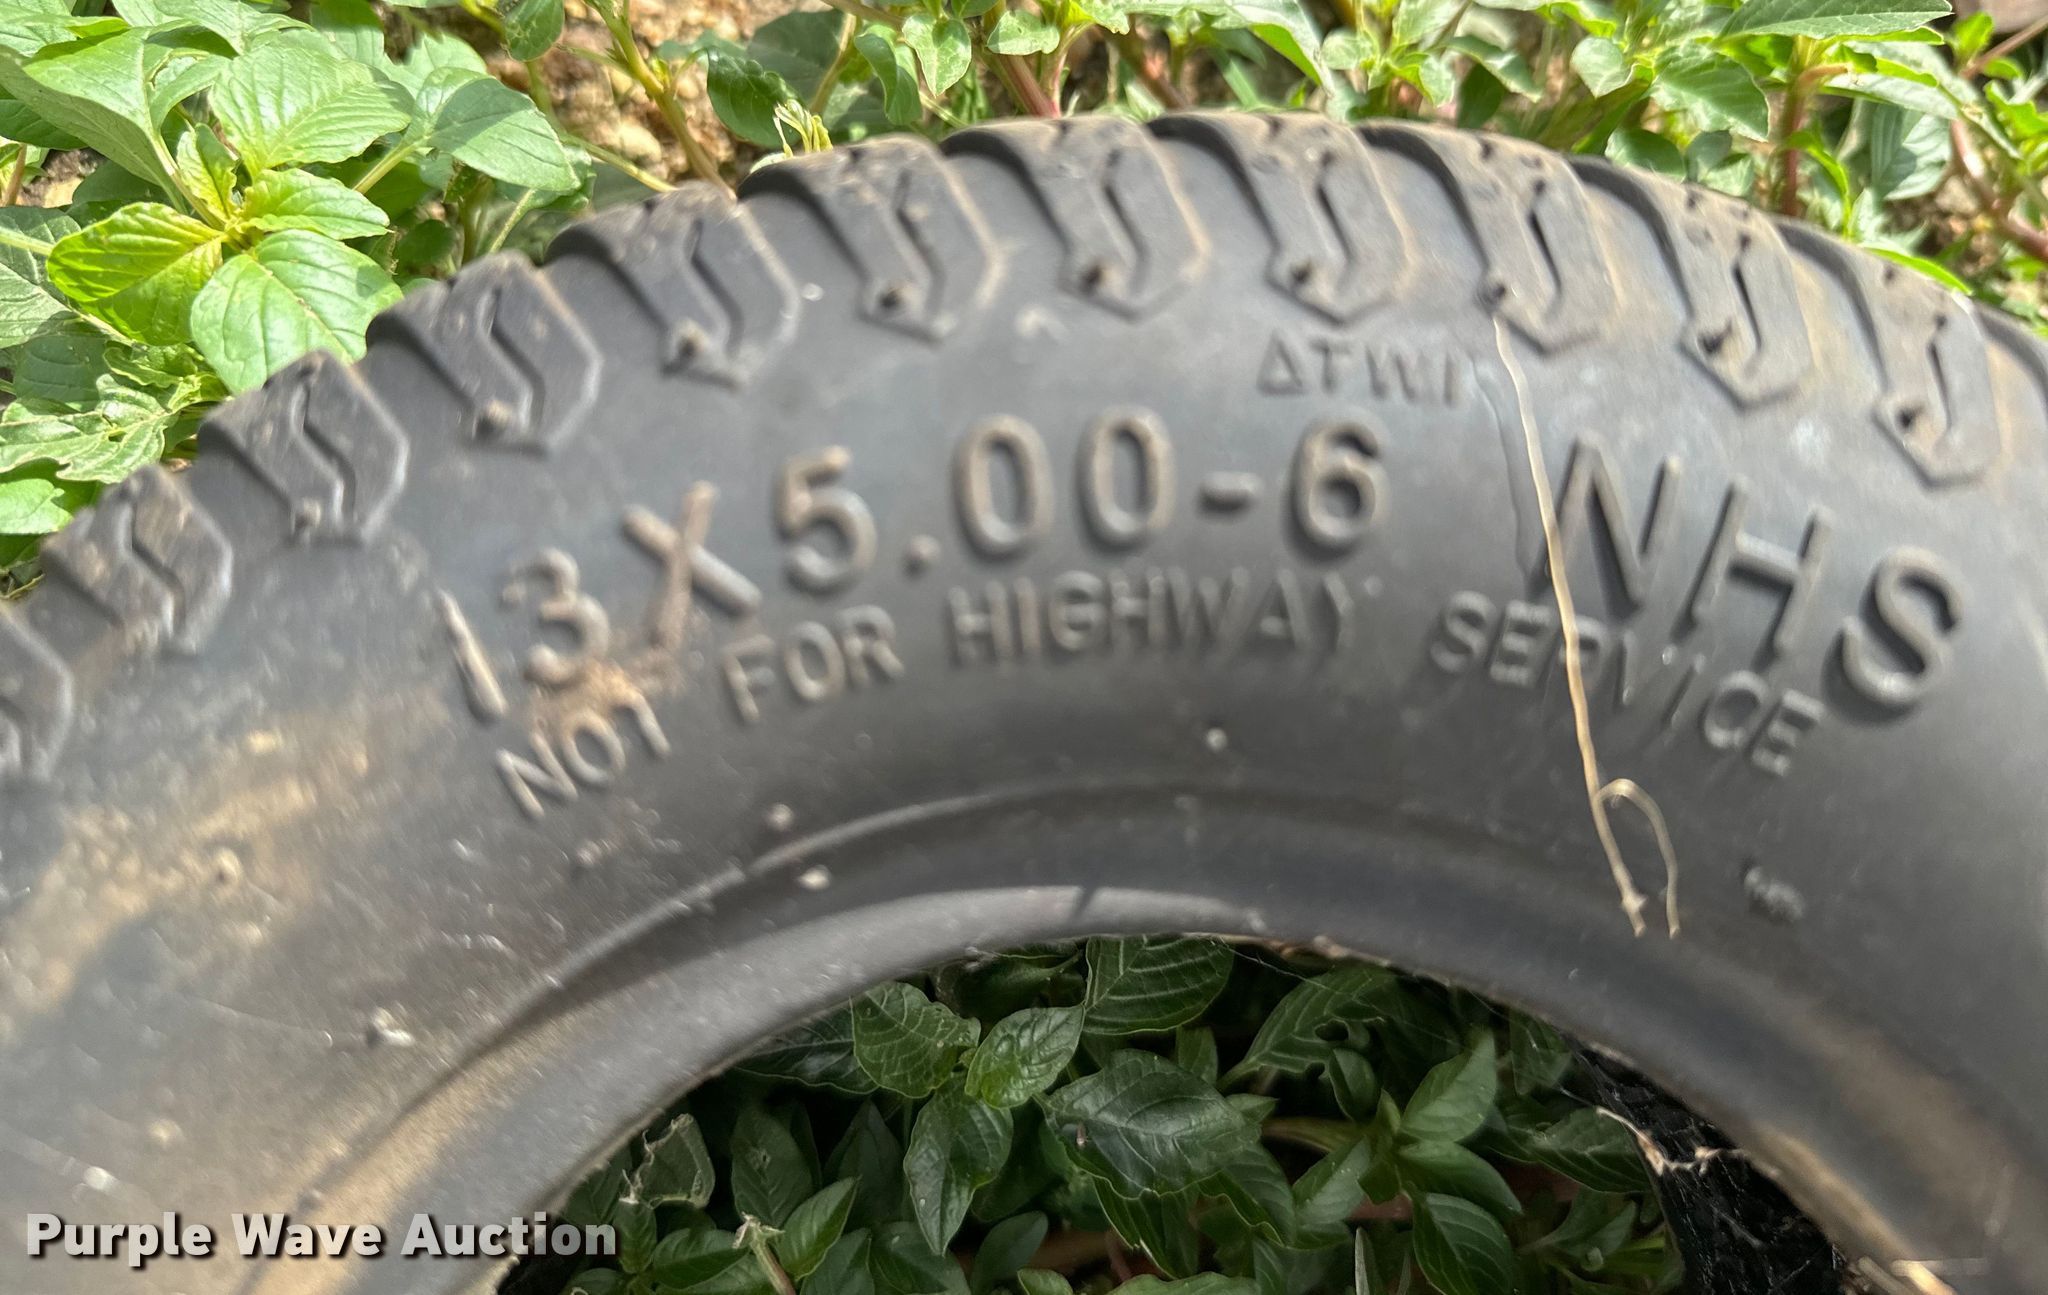 ΔTWI
13X5.00-6 NHS
NOT FOR HIGHWAY SERVICE
Purple Wave Auction